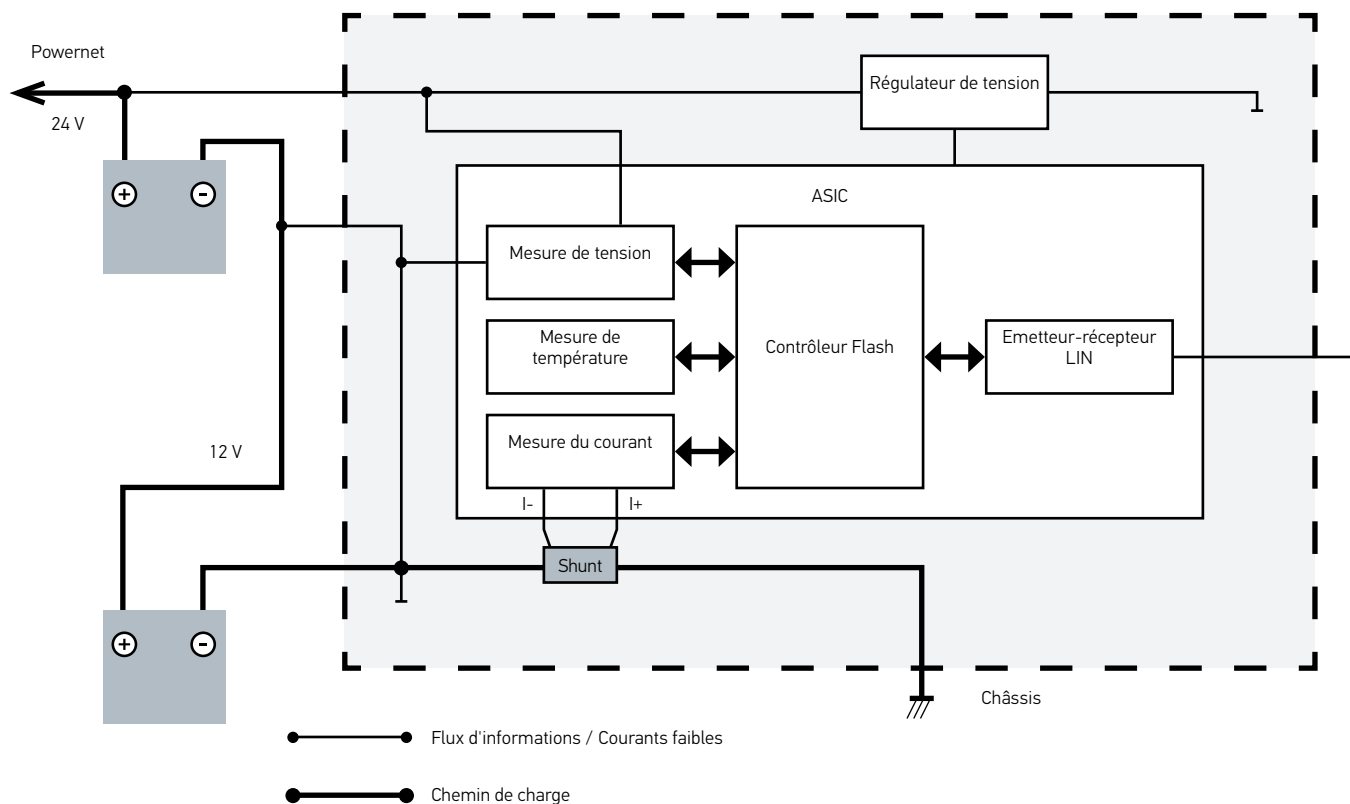 Powernet
24 V
Régulateur de tension
+
-
ASIC
Mesure de tension
Mesure de
température
Contrôleur Flash
Emetteur-récepteur
LIN
Mesure du courant
12 V
I-
I+
Shunt
+
-
Châssis
Flux d'informations / Courants faibles
Chemin de charge